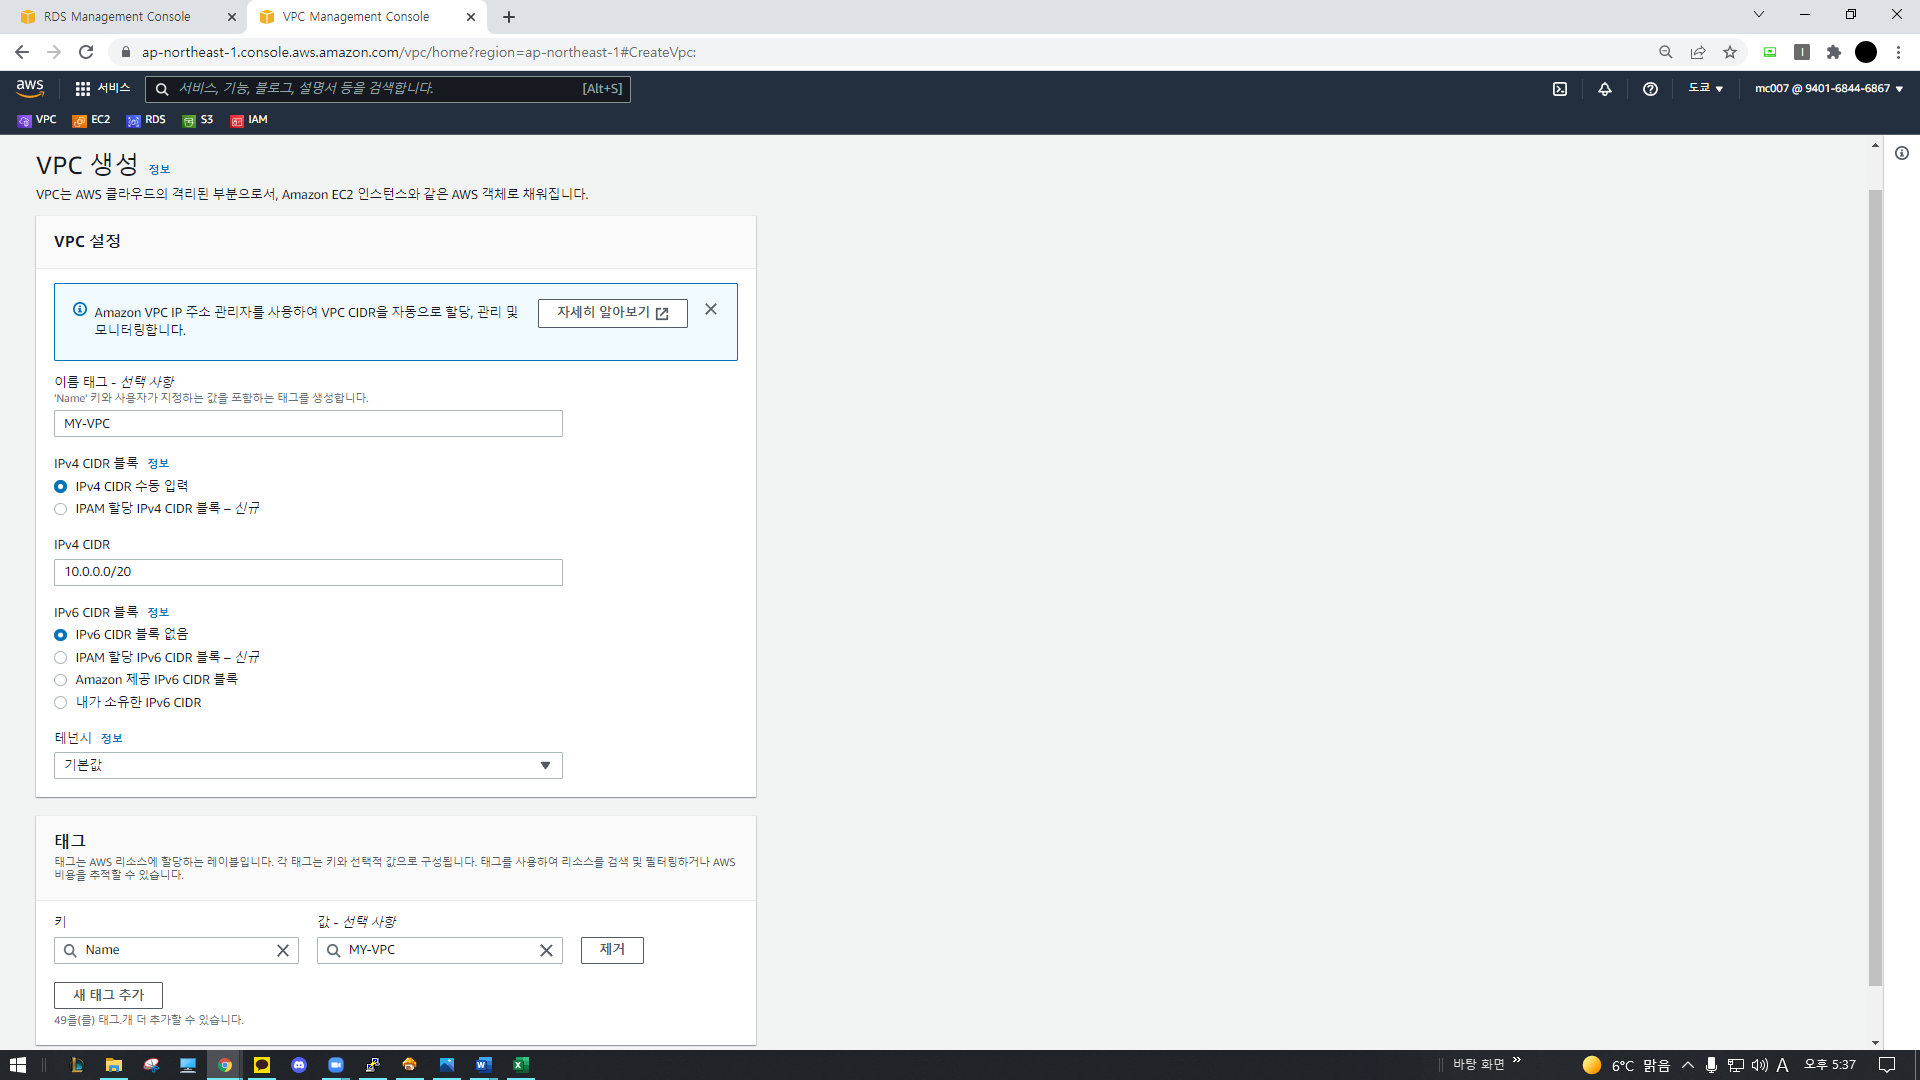 RDS Management Console
VPC Management Console
ap-northeast-1.console.aws.amazon.com/vpc/home?region=ap-northeast-1#CreateVpc:
aws
서비스
서비스, 기능, 블로그, 설명서 등을 검색합니다.
[Alt+S]
도쿄
mc007 @ 9401-6844-6867
VPC
EC2
RDS
S3
IAM
VPC 생성 정보
VPC는 AWS 클라우드의 격리된 부분으로서, Amazon EC2 인스턴스와 같은 AWS 객체로 채워집니다.
VPC 설정
Amazon VPC IP 주소 관리자를 사용하여 VPC CIDR을 자동으로 할당, 관리 및
모니터링합니다.
자세히 알아보기
이름 태그 - 선택 사항
'Name' 키와 사용자가 지정하는 값을 포함하는 태그를 생성합니다.
MY-VPC
IPv4 CIDR 블록 정보
IPv4 CIDR 수동 입력
IPAM 할당 IPv4 CIDR 블록 – 신규
IPv4 CIDR
10.0.0.0/20
IPv6 CIDR 블록 정보
IPv6 CIDR 블록 없음
IPAM 할당 IPv6 CIDR 블록 – 신규
Amazon 제공 IPv6 CIDR 블록
내가 소유한 IPv6 CIDR
테넌시 정보
기본값
태그
태그는 AWS 리소스에 할당하는 레이블입니다. 각 태그는 키와 선택적 값으로 구성됩니다. 태그를 사용하여 리소스를 검색 및 필터링하거나 AWS
비용을 추적할 수 있습니다.
키
값 - 선택 사항
Name
MY-VPC
제거
새 태그 추가
49을(를) 태그.개 더 추가할 수 있습니다.
바탕 화면
6°C 맑음
A
오후 5:37